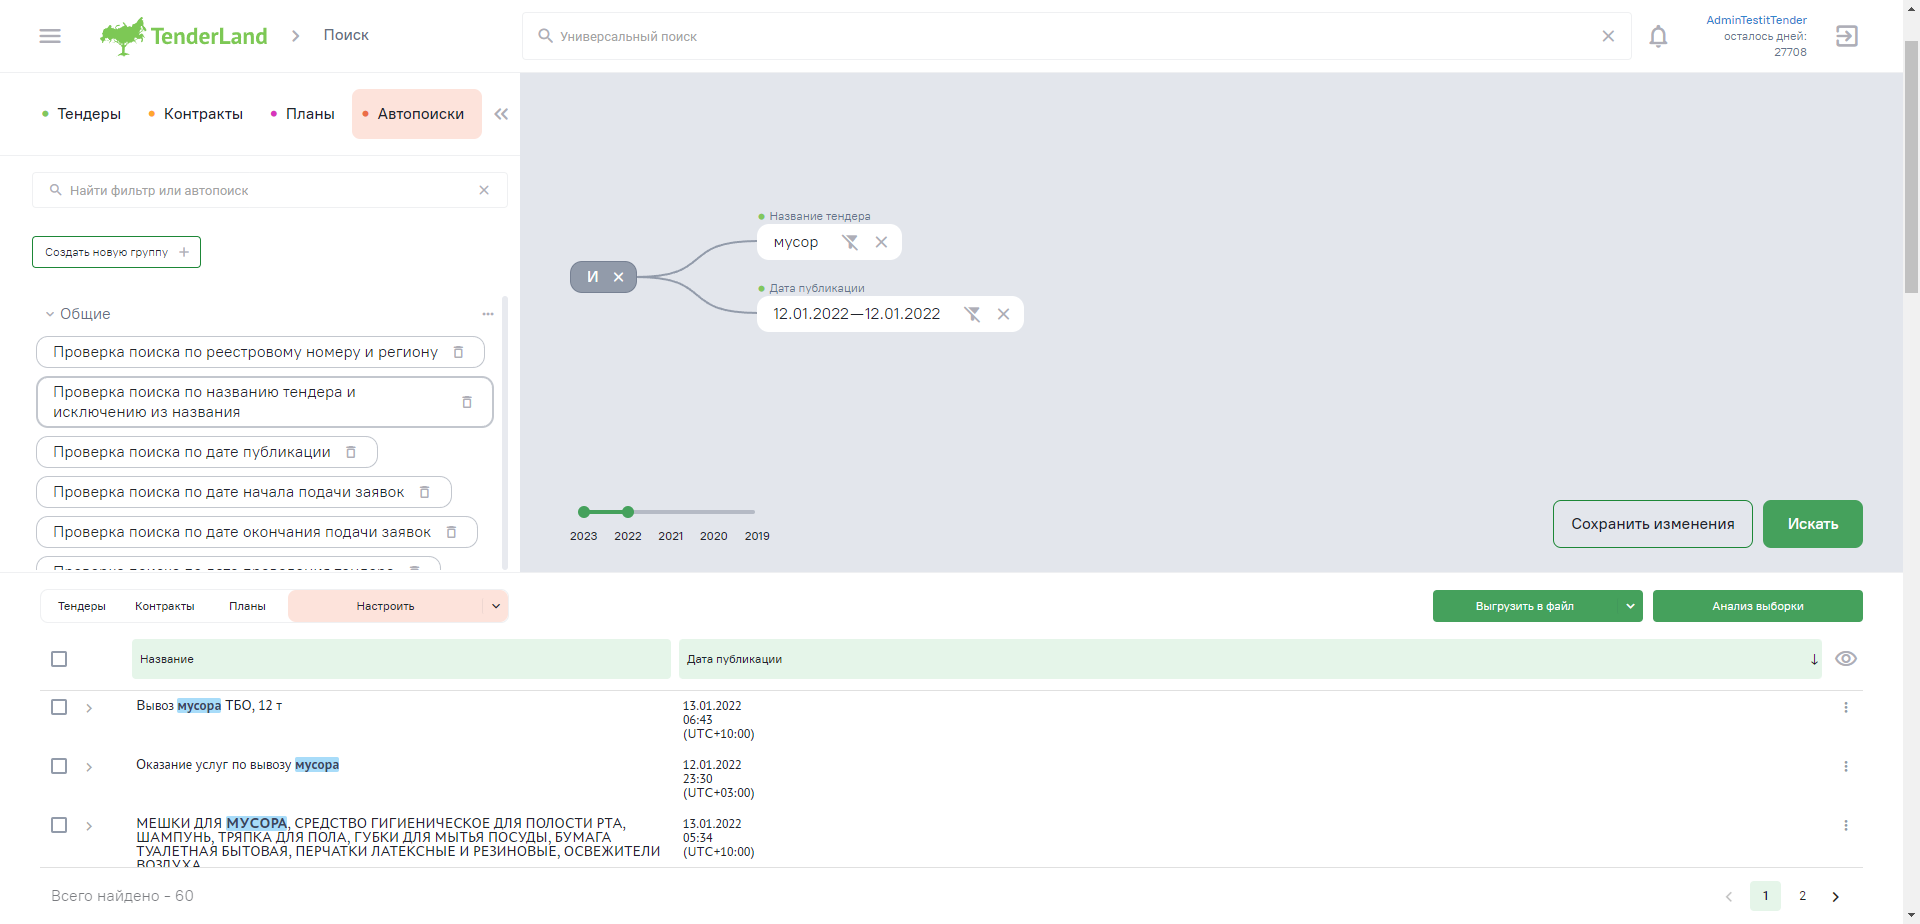 TenderLand
Поиск
Универсальный поиск
AdminTestitTender
осталось дней:
27708
Тендеры
Контракты
Планы
Автопоиски
Найти фильтр или автопоиск
Создать новую группу
Общие
Проверка поиска по реестровому номеру и региону
Проверка поиска по названию тендера и
исключению из названия
Проверка поиска по дате публикации
Проверка поиска по дате начала подачи заявок
Проверка поиска по дате окончания подачи заявок
Проверка поиска по дате проведения тендера
И
Название тендера
мусор
Дата публикации
12.01.2022—12.01.2022
2023 2022 2021 2020 2019
Сохранить изменения
Искать
Тендеры
Контракты
Планы
Настроить
Выгрузить в файл
Анализ выборки
Название
Дата публикации
Вывоз мусора ТБО, 12 т
13.01.2022
06:43
(UTC+10:00)
Оказание услуг по вывозу мусора
12.01.2022
23:30
(UTC+03:00)
МЕШКИ ДЛЯ МУСОРА, СРЕДСТВО ГИГИЕНИЧЕСКОЕ ДЛЯ ПОЛОСТИ РТА,
ШАМПУНЬ, ТРЯПКА ДЛЯ ПОЛА, ГУБКИ ДЛЯ МЫТЬЯ ПОСУДЫ, БУМАГА
ТУАЛЕТНАЯ БЫТОВАЯ, ПЕРЧАТКИ ЛАТЕКСНЫЕ И РЕЗИНОВЫЕ, ОСВЕЖИТЕЛИ
ВОЗДУХА
13.01.2022
05:34
(UTC+10:00)
Всего найдено - 60
1
2